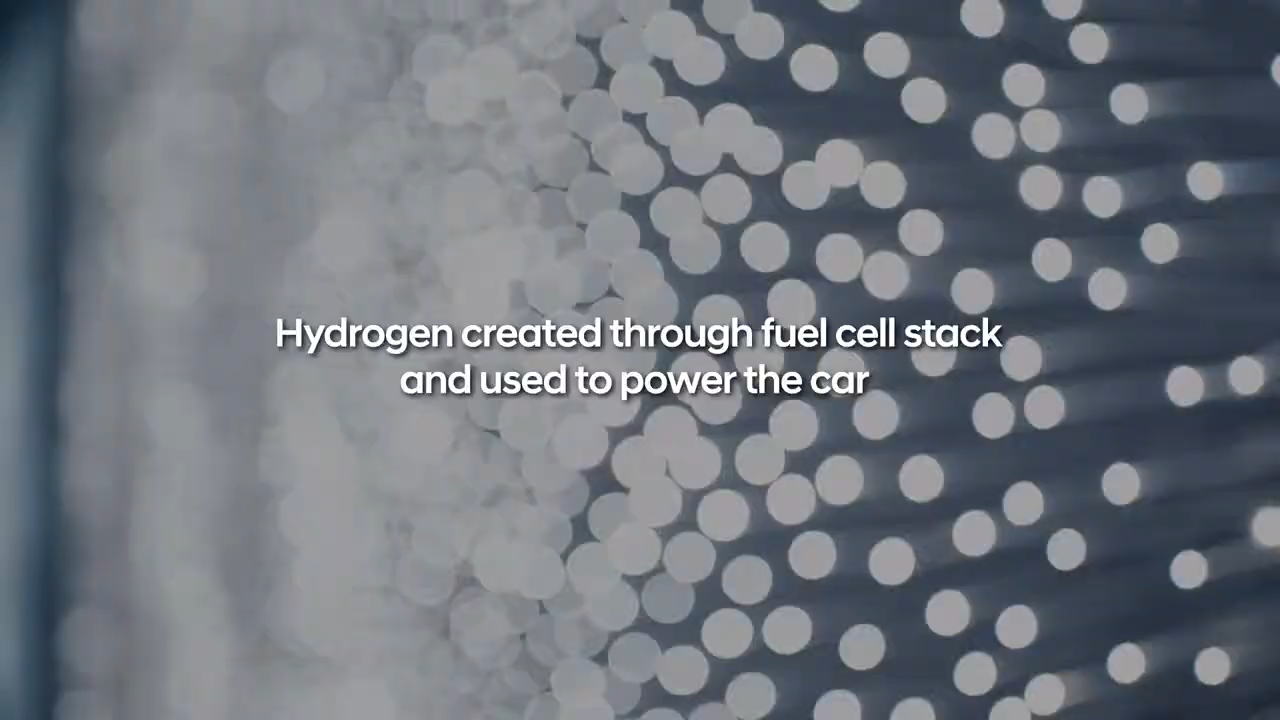 Hydrogen created through fuel cell stack
and used to power the car